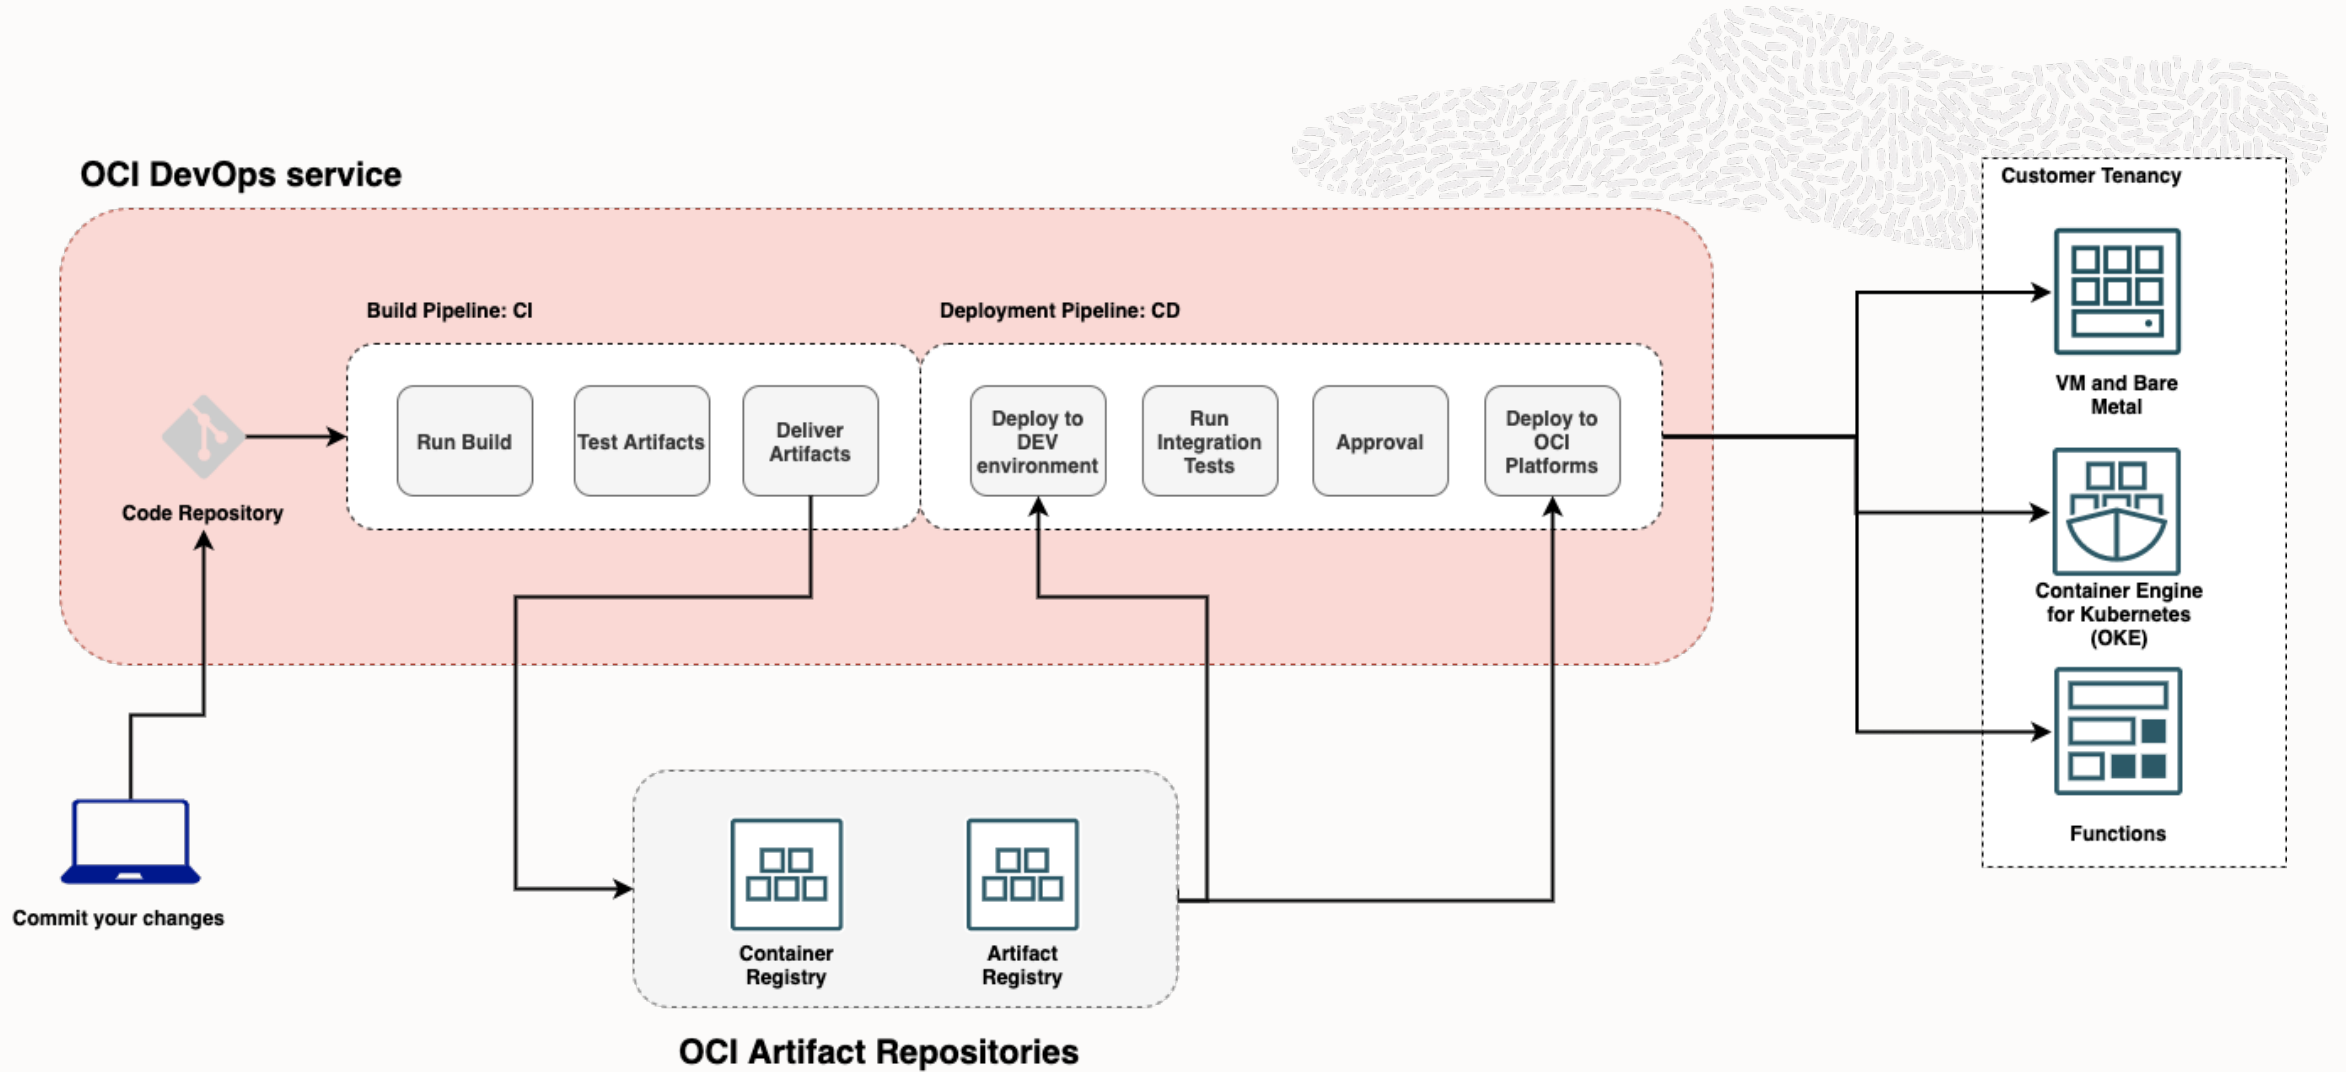 OCI DevOps service
Customer Tenancy
Build Pipeline: CI
Deployment Pipeline: CD
Run Build
Test Artifacts
Deliver
Artifacts
Deploy to
DEV
environment
Run
Integration
Tests
Approval
Deploy to
OCI
Platforms
Code Repository
VM and Bare
Metal
Container Engine
for Kubernetes
(OKE)
Functions
Commit your changes
Container
Registry
Artifact
Registry
OCI Artifact Repositories